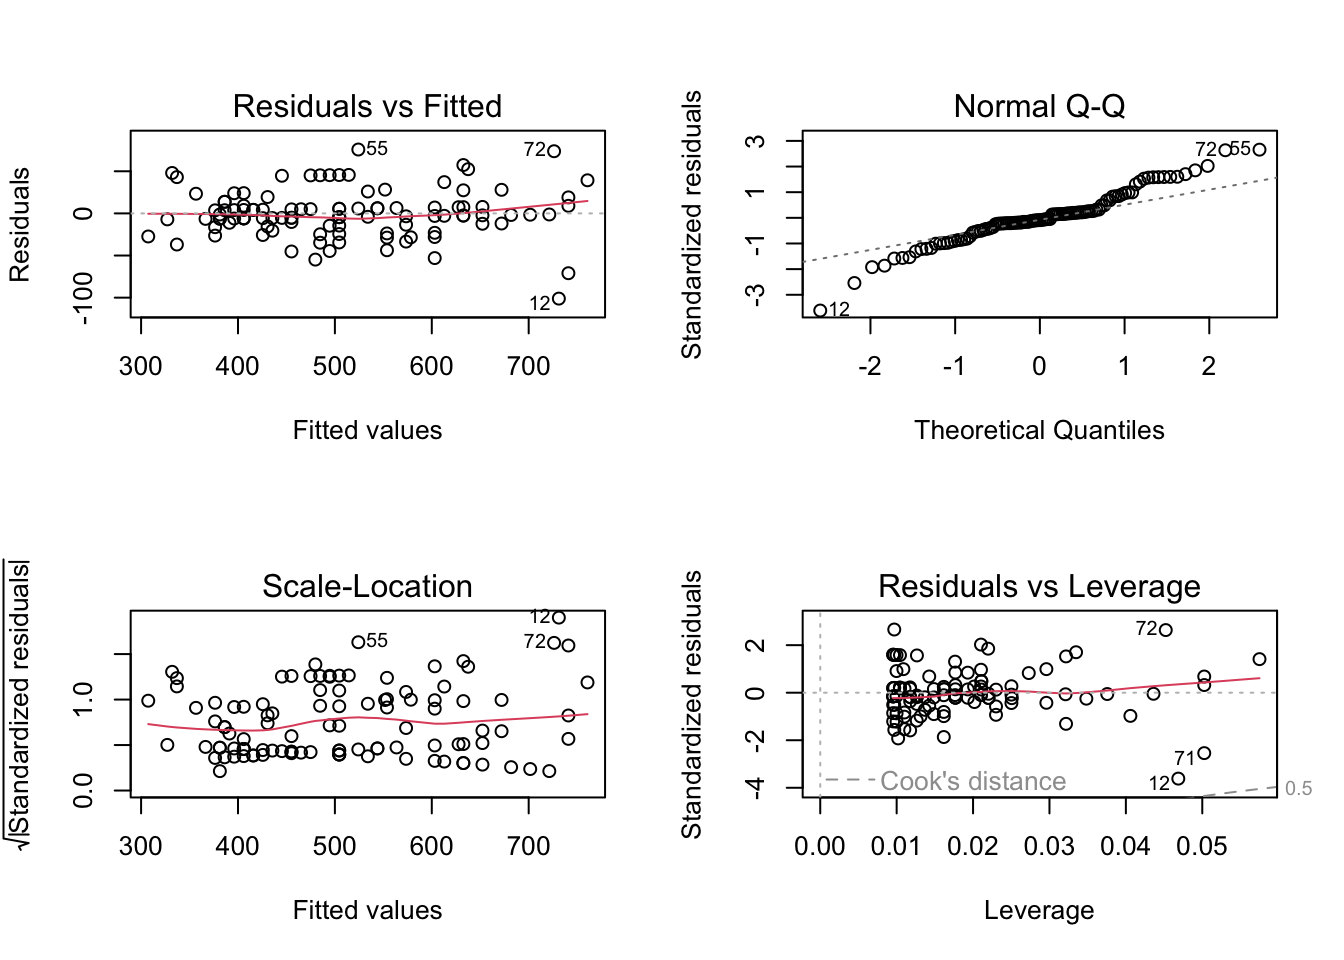 Residuals vs Fitted
Residuals
0
-100
55
72
12
300 400 500 600 700
Fitted values
Normal Q-Q
Standardized residuals
3
1
-1
-3
72 55
12
-2 -1 0 1 2
Theoretical Quantiles
Scale-Location
√|Standardized residuals|
1.0
0.0
12
55
72
300 400 500 600 700
Fitted values
Residuals vs Leverage
Standardized residuals
2
0
-2
-4
72
71
12
Cook's distance
0.5
0.00 0.01 0.02 0.03 0.04 0.05
Leverage